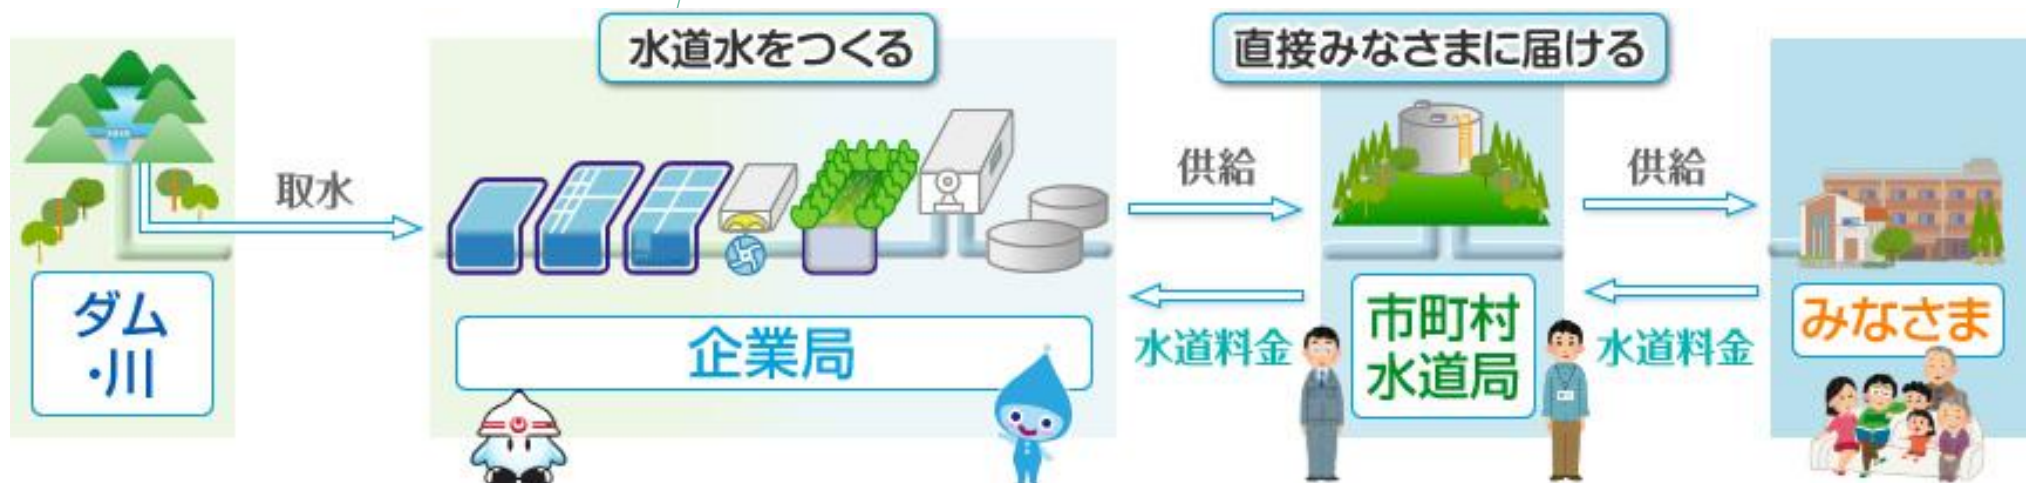 水道水をつくる
直接みなさまに届ける
取水
供給
供給
ダム
・川
企業局
水道料金
市町村
水道局
水道料金
みなさま